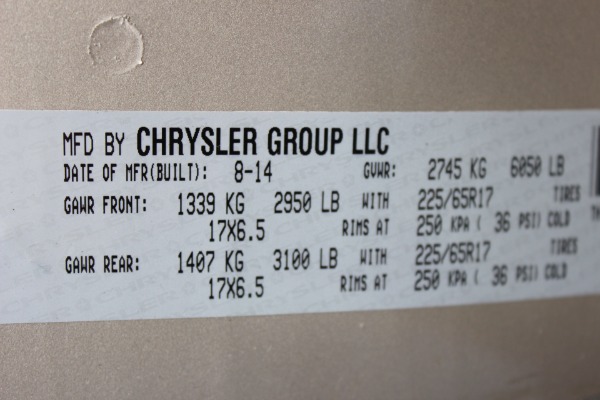 MFD BY CHRYSLER GROUP LLC
DATE OF MFR(BUILT): 8-14 GVWR: 2745 KG 6050 LB
GAWR FRONT: 1339 KG 2950 LB WITH 225/65R17 TIRES
17X6.5 RIMS AT 250 KPA ( 36 PSI) COLD
GAWR REAR: 1407 KG 3100 LB WITH 225/65R17 TIRES
17X6.5 RIMS AT 250 KPA ( 36 PSI) COLD